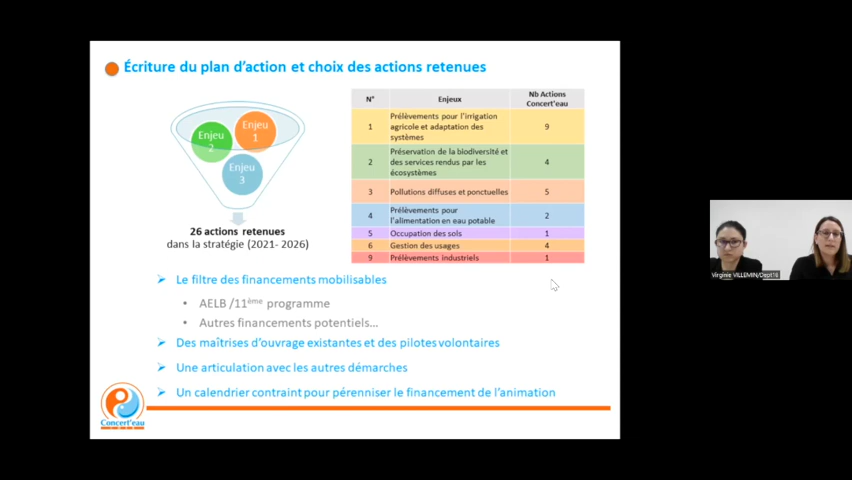 Écriture du plan d'action et choix des actions retenues
Enjeu
2
Enjeu
1
Enjeu
3
26 actions retenues
dans la stratégie (2021- 2026)
N° Enjeux Nb Actions Concert'eau
1 Prélèvements pour l'irrigation
agricole et adaptation des
systèmes 9
2 Préservation de la biodiversité et
des services rendus par les
écosystèmes 4
3 Pollutions diffuses et ponctuelles 5
4 Prélèvements pour
l'alimentation en eau potable 2
5 Occupation des sols 1
6 Gestion des usages 4
9 Prélèvements industriels 1
Le filtre des financements mobilisables
• AELB /11ème programme
• Autres financements potentiels...
Des maîtrises d'ouvrage existantes et des pilotes volontaires
Une articulation avec les autres démarches
Un calendrier contraint pour pérenniser le financement de l'animation
Concert'eau
Virginie VILLEMIN/Dept18